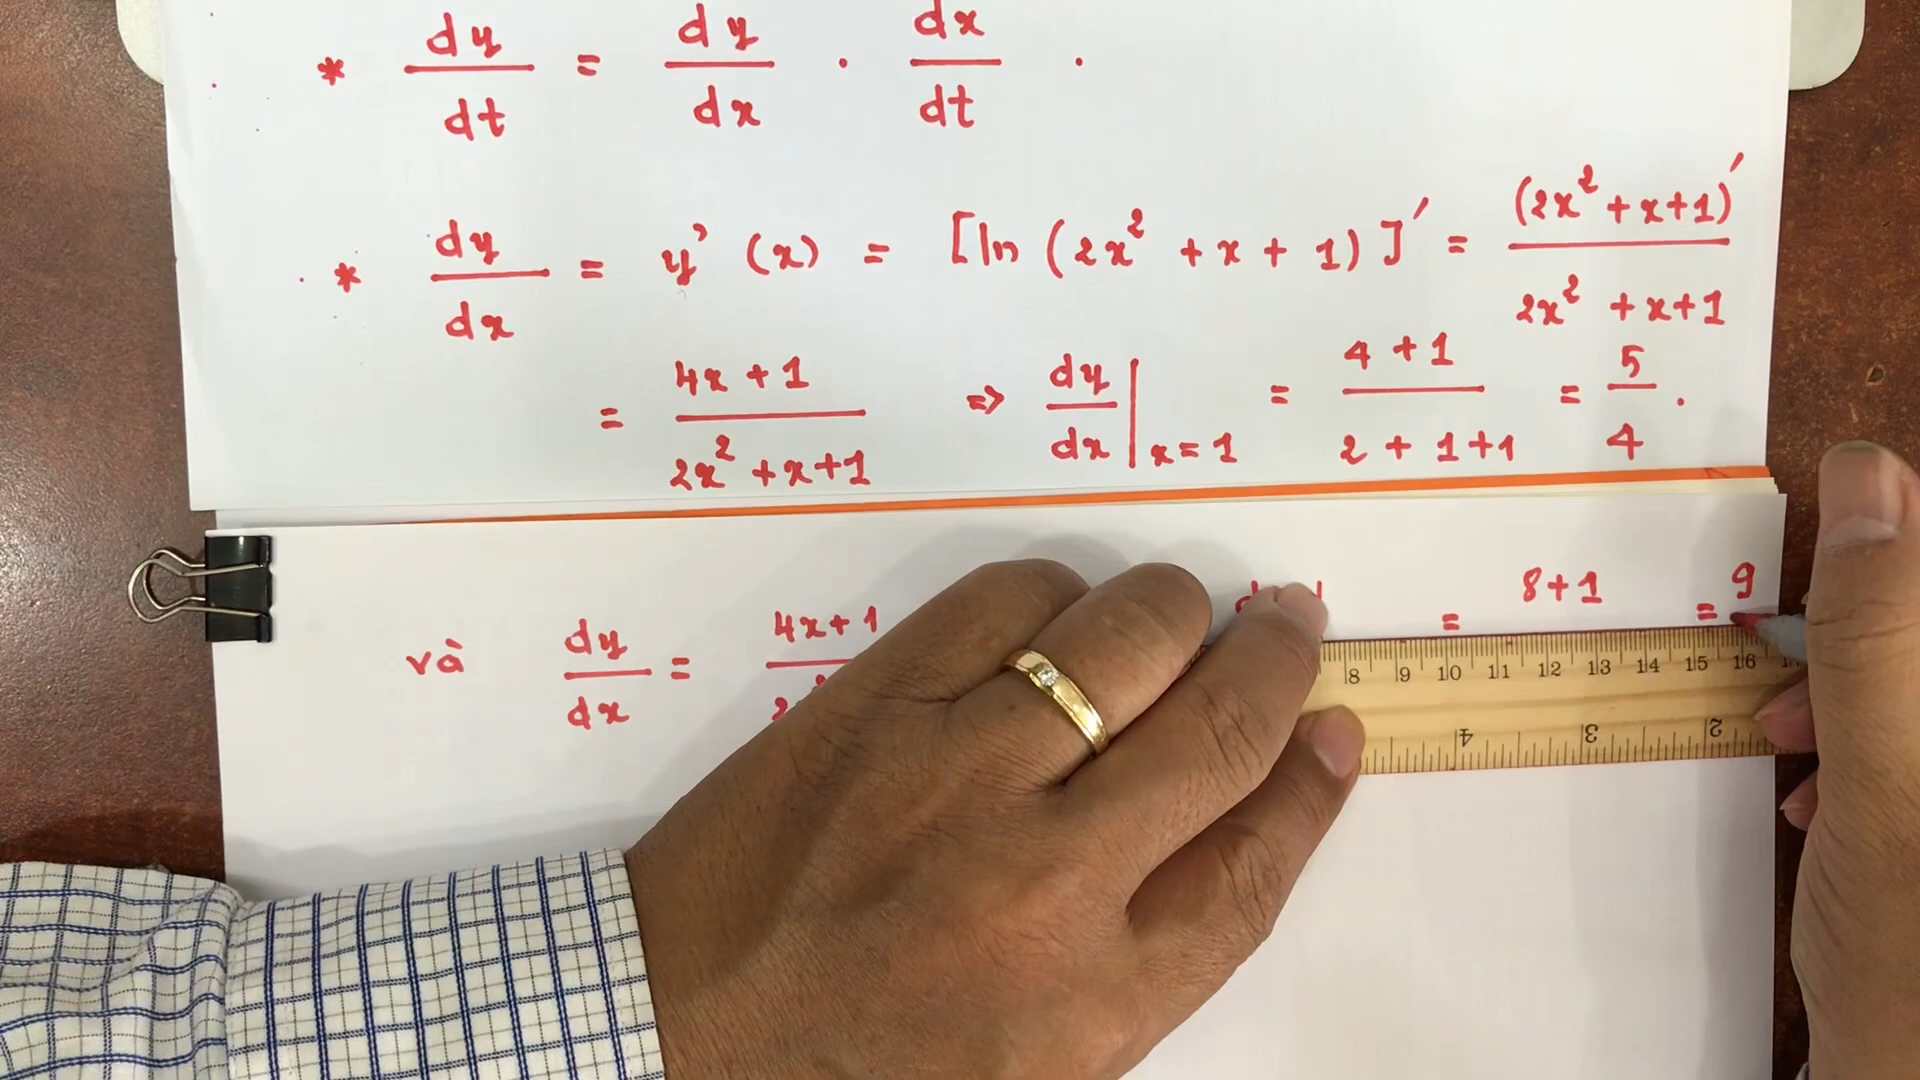 * dy/dt = dy/dx . dx/dt .
* dy/dx = y' (x) = [ln (2x² + x + 1)]' = (2x² + x + 1)' / 2x² + x + 1
= 4x + 1 / 2x² + x + 1 => dy/dx | x = 1 = 4 + 1 / 2 + 1 + 1 = 5/4 .
và dy/dx = 4x + 1 = 8 + 1 = 9
8 9 10 11 12 13 14 15 16
4 3 2